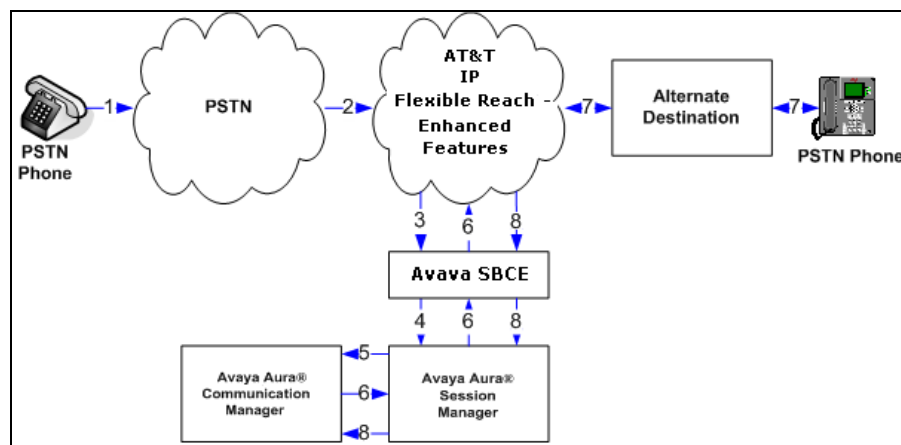 AT&T
IP
Flexible Reach -
Enhanced
Features
PSTN
Alternate
Destination
1
2
7
7
PSTN
Phone
PSTN Phone
3
6
8
Avava SBCE
4
6
8
Avaya Aura®
Communication
Manager
5
6
8
Avaya Aura®
Session
Manager